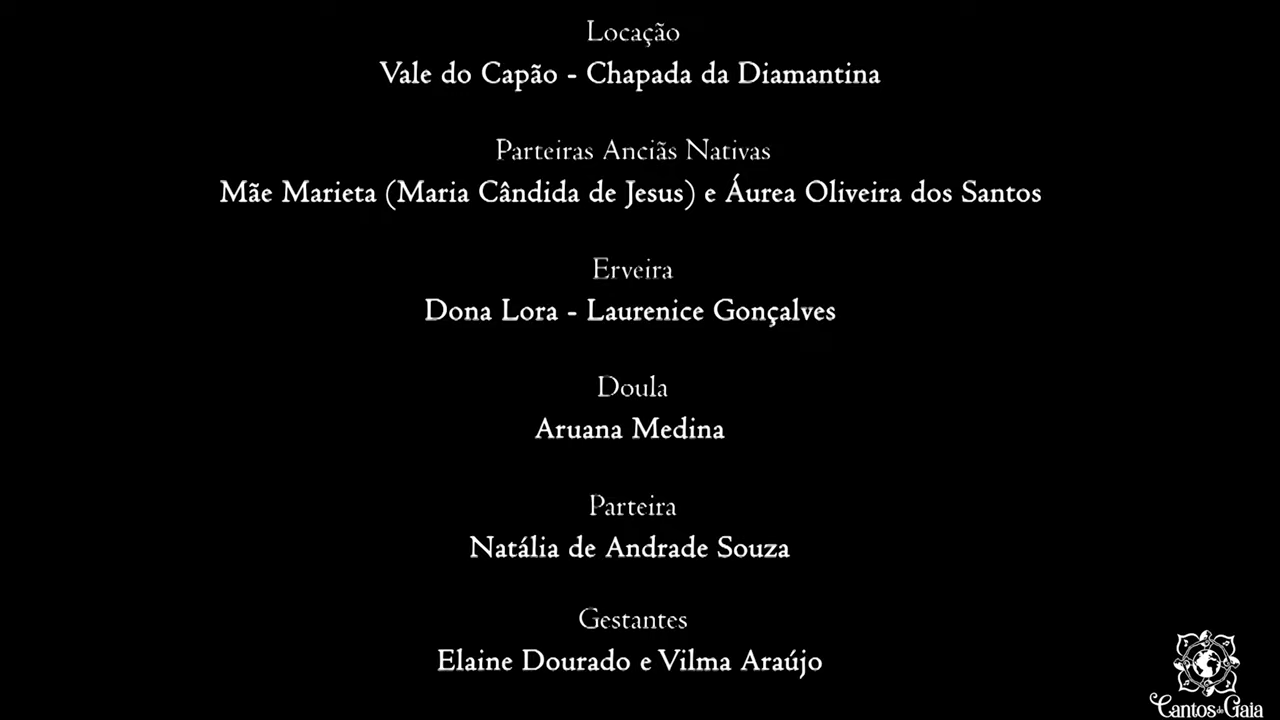 Locação
Vale do Capão - Chapada da Diamantina
Parteiras Anciãs Nativas
Mãe Marieta (Maria Cândida de Jesus) e Áurea Oliveira dos Santos
Erveira
Dona Lora - Laurenice Gonçalves
Doula
Aruana Medina
Parteira
Natália de Andrade Souza
Gestantes
Elaine Dourado e Vilma Araújo
Cantos de Gaia